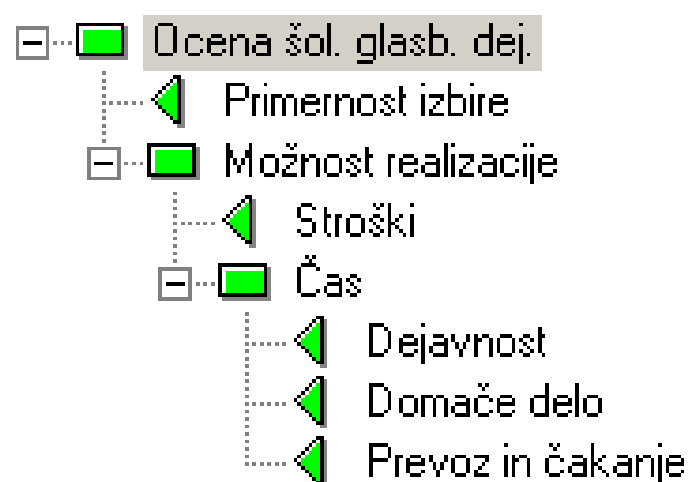 Ocena šol. glasb. dej.
Primernost izbire
Možnost realizacije
Stroški
Čas
Dejavnost
Domače delo
Prevoz in čakanje